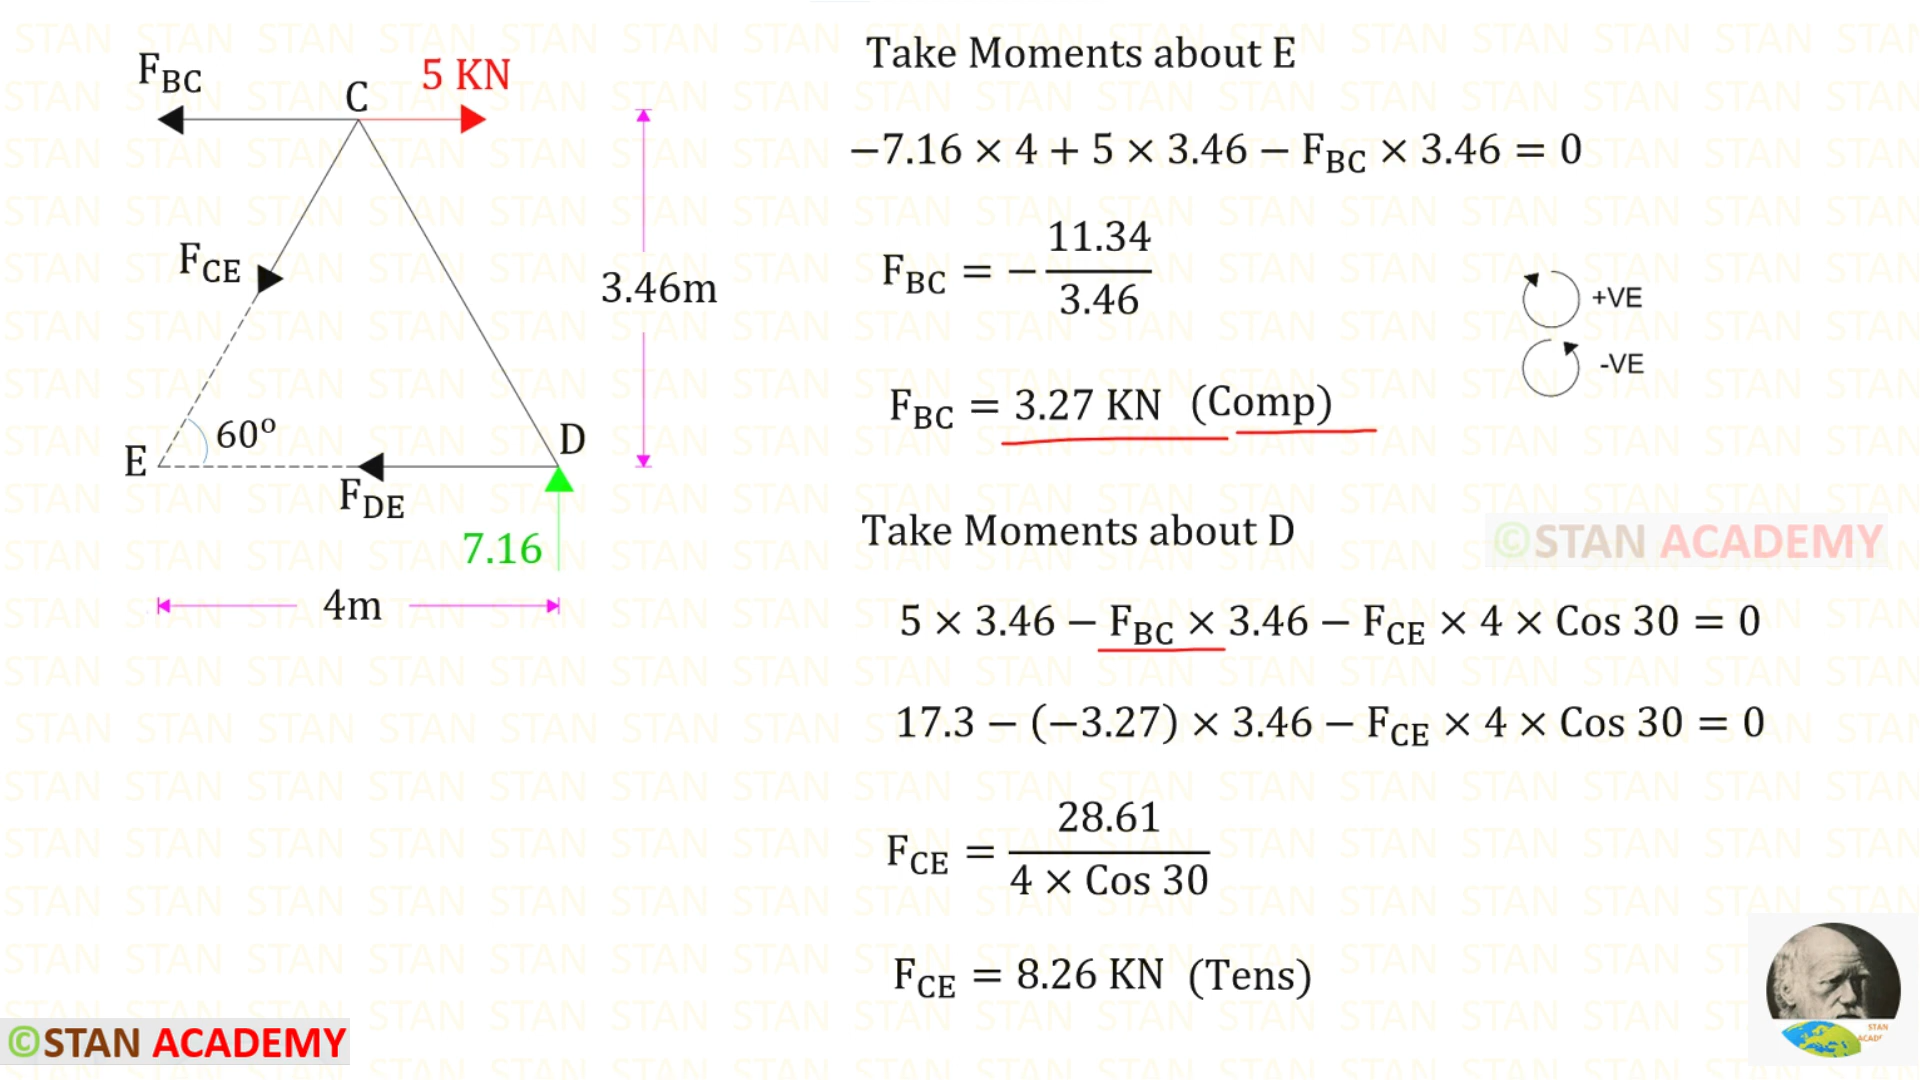 F_BC
C
5 KN
F_CE
3.46m
E
60°
D
F_DE
7.16
4m
Take Moments about E
−7.16 × 4 + 5 × 3.46 − F_BC × 3.46 = 0
F_BC = − 11.34 / 3.46
+VE
-VE
F_BC = 3.27 KN (Comp)
Take Moments about D
©STAN ACADEMY
5 × 3.46 − F_BC × 3.46 − F_CE × 4 × Cos 30 = 0
17.3 − (−3.27) × 3.46 − F_CE × 4 × Cos 30 = 0
F_CE = 28.61 / 4 × Cos 30
F_CE = 8.26 KN (Tens)
©STAN ACADEMY
STAN